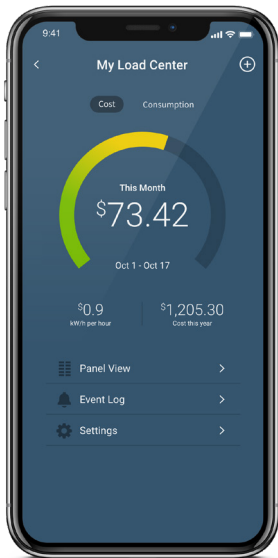 9:41
My Load Center
Cost Consumption
This Month
$73.42
Oct 1 - Oct 17
$0.9 $1,205.30
kW/h per hour Cost this year
Panel View
Event Log
Settings